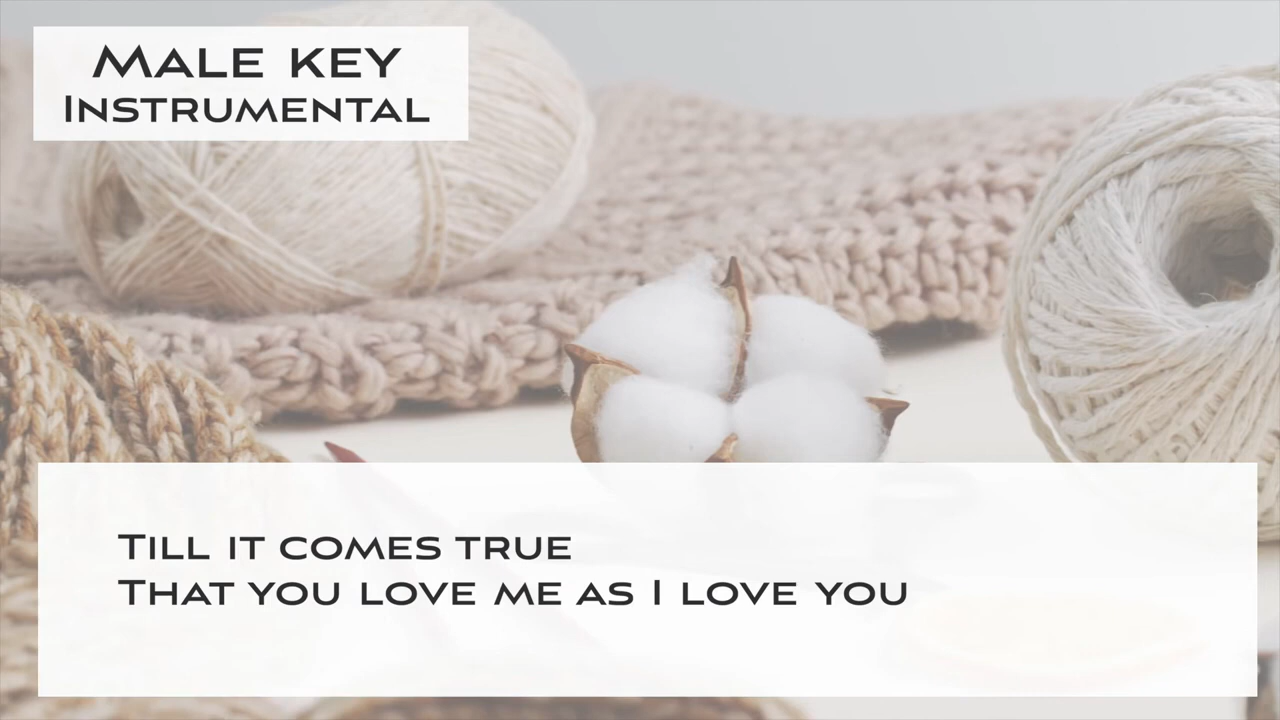 MALE KEY
INSTRUMENTAL
TILL IT COMES TRUE
THAT YOU LOVE ME AS I LOVE YOU